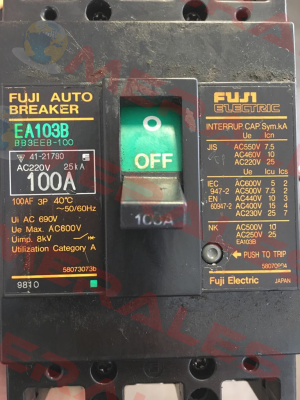 FUJI AUTO
BREAKER
EA103B
BB3EEB-100
41-21780
AC220V 25kA
100A
100AF 3P 40℃
~50/60Hz
Ui AC 690V
Ue Max. AC600V
Uimp. 8kV
Utilization Category A
58073073b
9810
OFF
100A
FUJI
ELECTRIC
INTERRUP. CAP. Sym.kA
Ue Icn
JIS AC550V 7.5
AC460V 10
AC230V 25
Ue Icu Ics
IEC AC600V 5 2
947-2 AC500V 7.5
EN AC440V 10
60947-2 AC400V 15 4
AC230V 25
NK AC500V 10
AC250V 25
EA103B
PUSH TO TRIP
Fuji Electric JAPAN